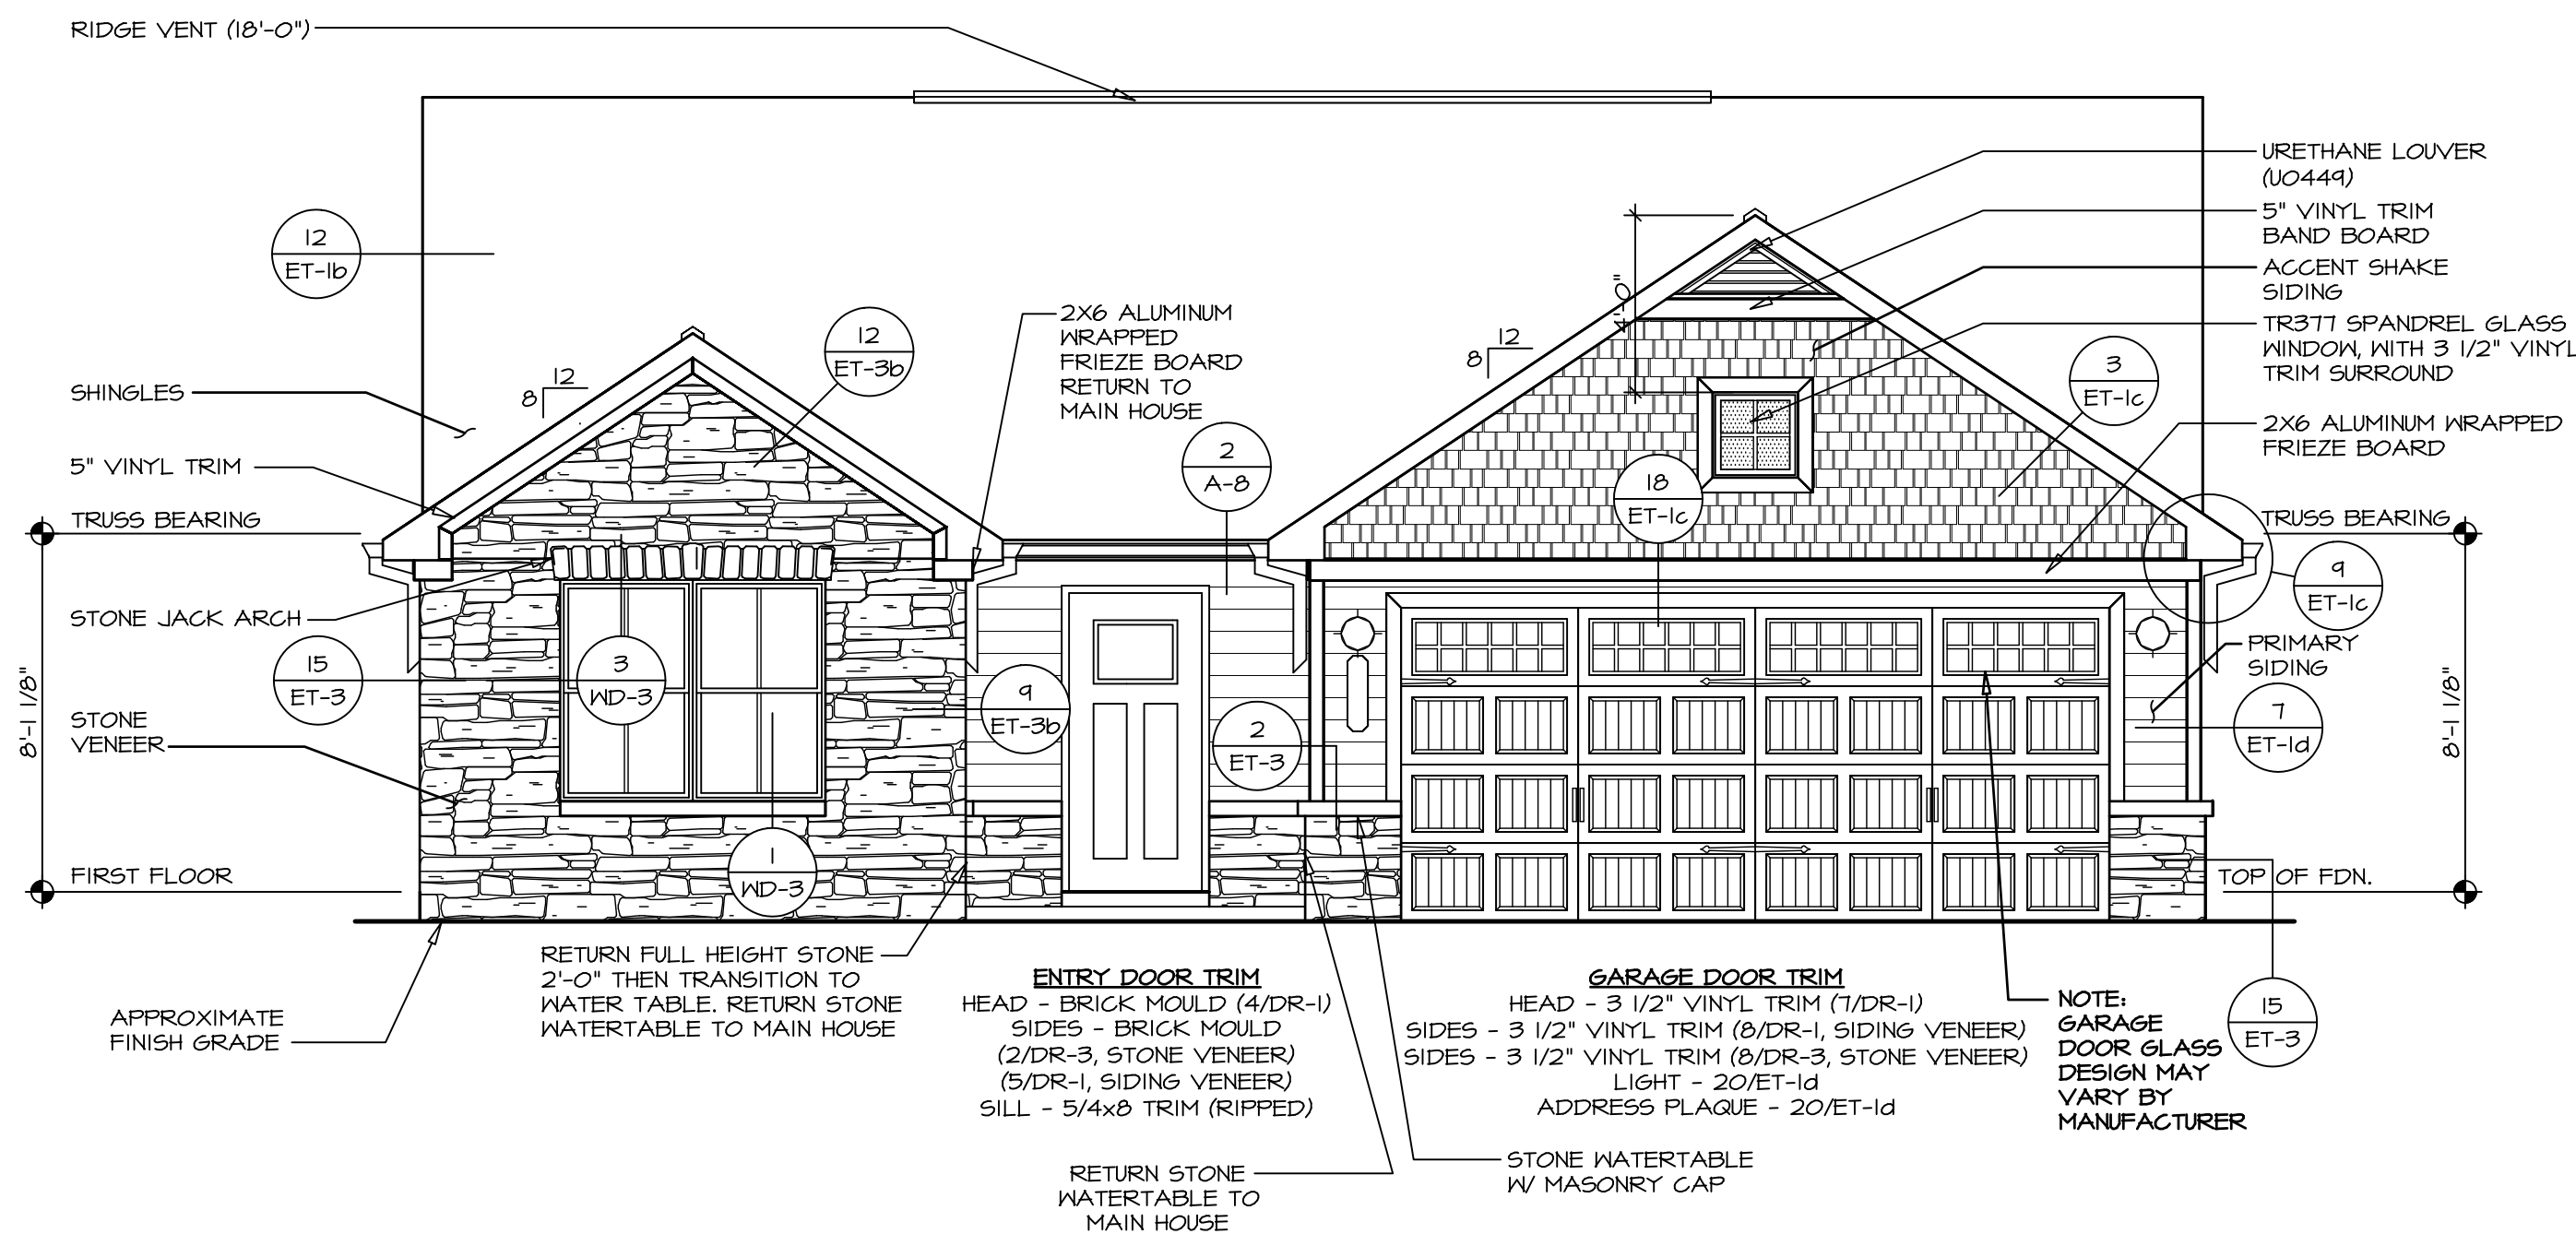 RIDGE VENT (18'-0")
12
ET-1b
SHINGLES
5" VINYL TRIM
TRUSS BEARING
STONE JACK ARCH
15
ET-3
8'-1 1/8"
STONE
VENEER
FIRST FLOOR
APPROXIMATE
FINISH GRADE
12
8
12
ET-3b
3
WD-3
1
WD-3
9
ET-3b
2X6 ALUMINUM
WRAPPED
FRIEZE BOARD
RETURN TO
MAIN HOUSE
2
A-8
2
ET-3
12
8
4'-0"
18
ET-1c
3
ET-1c
URETHANE LOUVER
(U0449)
5" VINYL TRIM
BAND BOARD
ACCENT SHAKE
SIDING
TR377 SPANDREL GLASS
WINDOW, WITH 3 1/2" VINYL
TRIM SURROUND
2X6 ALUMINUM WRAPPED
FRIEZE BOARD
TRUSS BEARING
9
ET-1c
PRIMARY
SIDING
7
ET-1d
8'-1 1/8"
TOP OF FDN.
15
ET-3
RETURN FULL HEIGHT STONE
2'-0" THEN TRANSITION TO
WATER TABLE. RETURN STONE
WATERTABLE TO MAIN HOUSE
ENTRY DOOR TRIM
HEAD - BRICK MOULD (4/DR-1)
SIDES - BRICK MOULD
(2/DR-3, STONE VENEER)
(5/DR-1, SIDING VENEER)
SILL - 5/4x8 TRIM (RIPPED)
GARAGE DOOR TRIM
HEAD - 3 1/2" VINYL TRIM (7/DR-1)
SIDES - 3 1/2" VINYL TRIM (8/DR-1, SIDING VENEER)
SIDES - 3 1/2" VINYL TRIM (8/DR-3, STONE VENEER)
LIGHT - 20/ET-1d
ADDRESS PLAQUE - 20/ET-1d
NOTE:
GARAGE
DOOR GLASS
DESIGN MAY
VARY BY
MANUFACTURER
RETURN STONE
WATERTABLE TO
MAIN HOUSE
STONE WATERTABLE
W/ MASONRY CAP